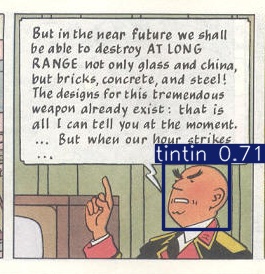 But in the near future we shall
be able to destroy AT LONG
RANGE not only glass and china,
but bricks, concrete, and steel!
The designs for this tremendous
weapon already exist : that is
all I can tell you at the moment.
... But when our hour strikes
...
tintin 0.71